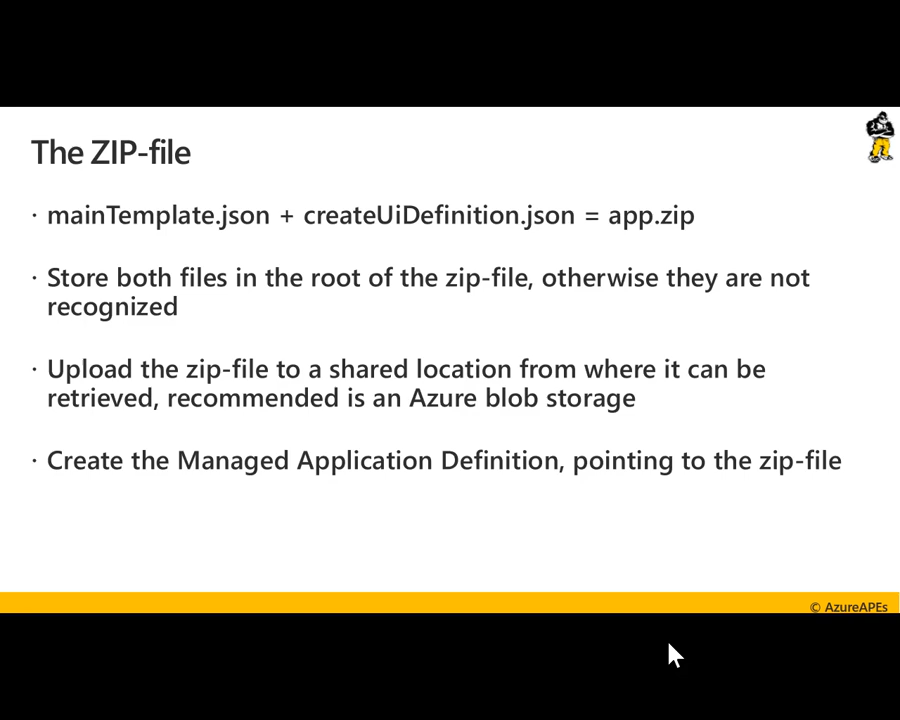 The ZIP-file
· mainTemplate.json + createUiDefinition.json = app.zip
· Store both files in the root of the zip-file, otherwise they are not
recognized
· Upload the zip-file to a shared location from where it can be
retrieved, recommended is an Azure blob storage
· Create the Managed Application Definition, pointing to the zip-file
© AzureAPEs